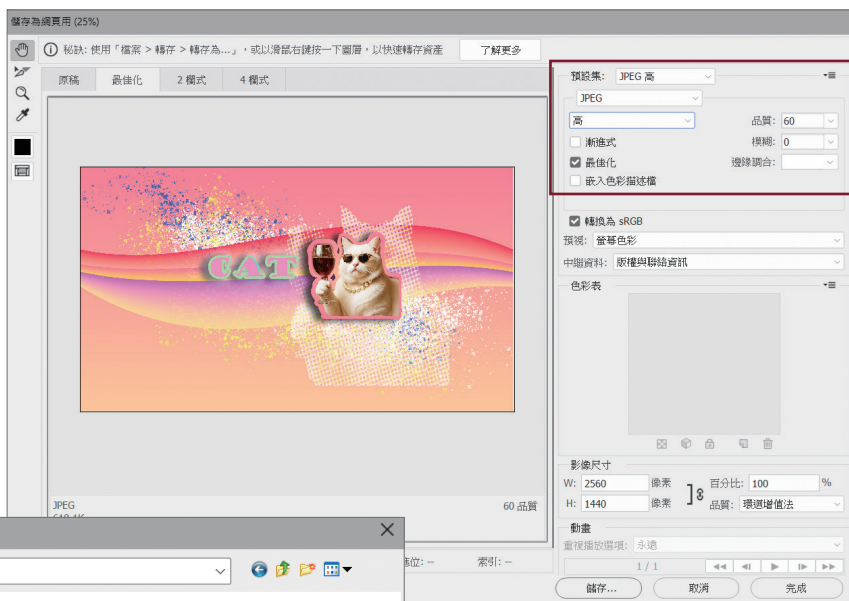 儲存為網頁用 (25%)
秘訣: 使用「檔案 > 轉存 > 轉存為...」，或以滑鼠右鍵按一下圖層，以快速轉存資產
了解更多
原稿 最佳化 2 欄式 4 欄式
CAT
JPEG 60 品質
預設集: JPEG 高
JPEG
高 品質: 60
漸進式 模糊: 0
最佳化 邊緣調合:
嵌入色彩描述檔
轉換為 sRGB
預視: 螢幕色彩
中繼資料: 版權與聯絡資訊
色彩表
影像尺寸
W: 2560 像素 百分比: 100 %
H: 1440 像素 品質: 環迴增值法
動畫
重複播放選項: 永遠
1 / 1
索引: --
儲存... 取消 完成